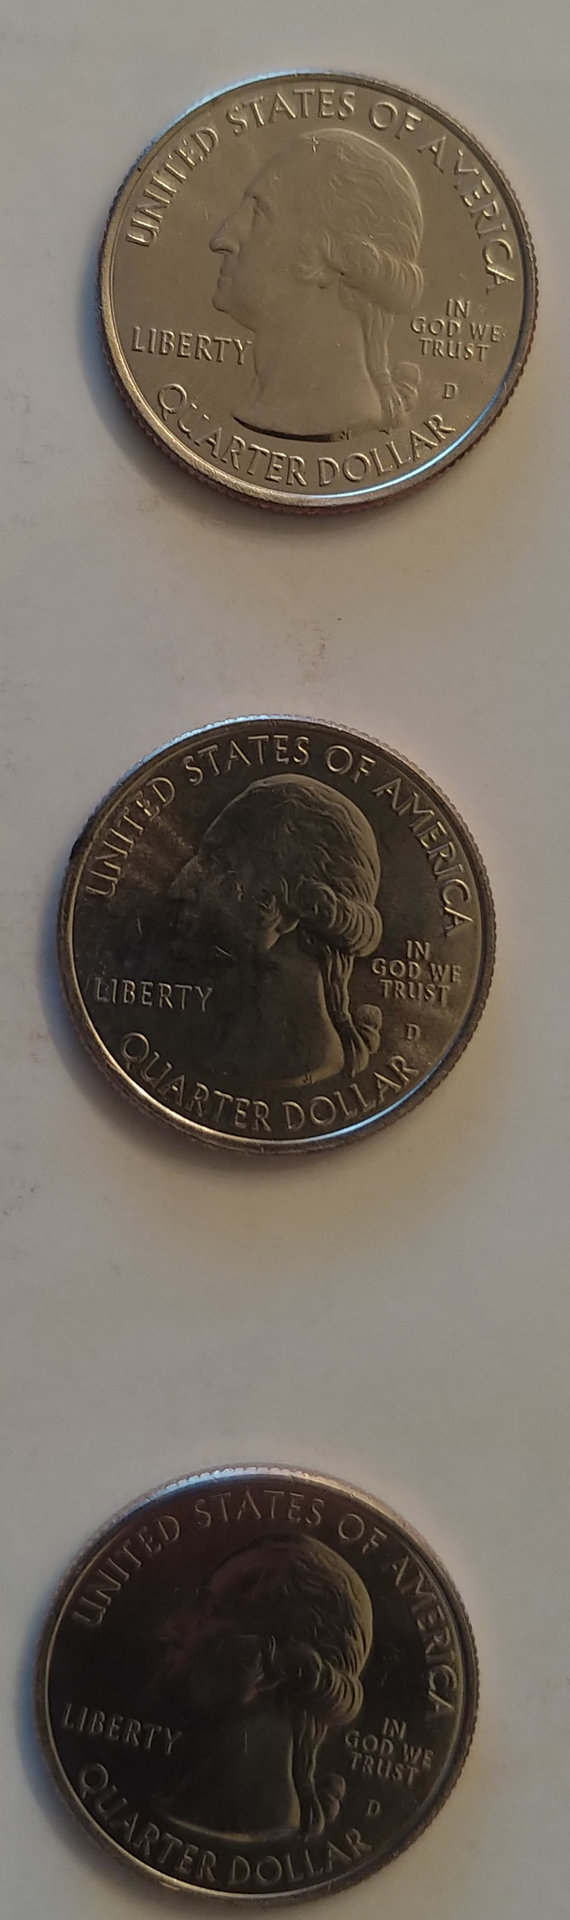 UNITED STATES OF AMERICA
LIBERTY
IN
GOD WE
TRUST
D
QUARTER DOLLAR
UNITED STATES OF AMERICA
LIBERTY
IN
GOD WE
TRUST
D
QUARTER DOLLAR
UNITED STATES OF AMERICA
LIBERTY
IN
GOD WE
TRUST
D
QUARTER DOLLAR